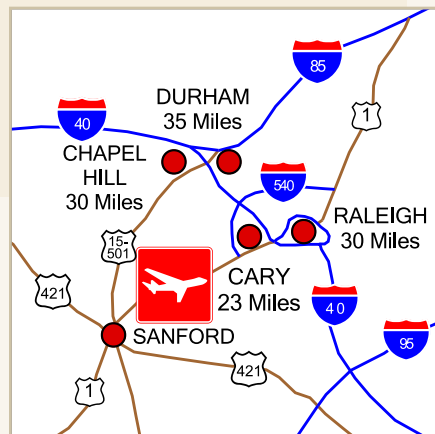 85
DURHAM
35 Miles
40
1
CHAPEL
HILL
30 Miles
540
RALEIGH
30 Miles
15-
501
CARY
23 Miles
421
40
SANFORD
95
421
1